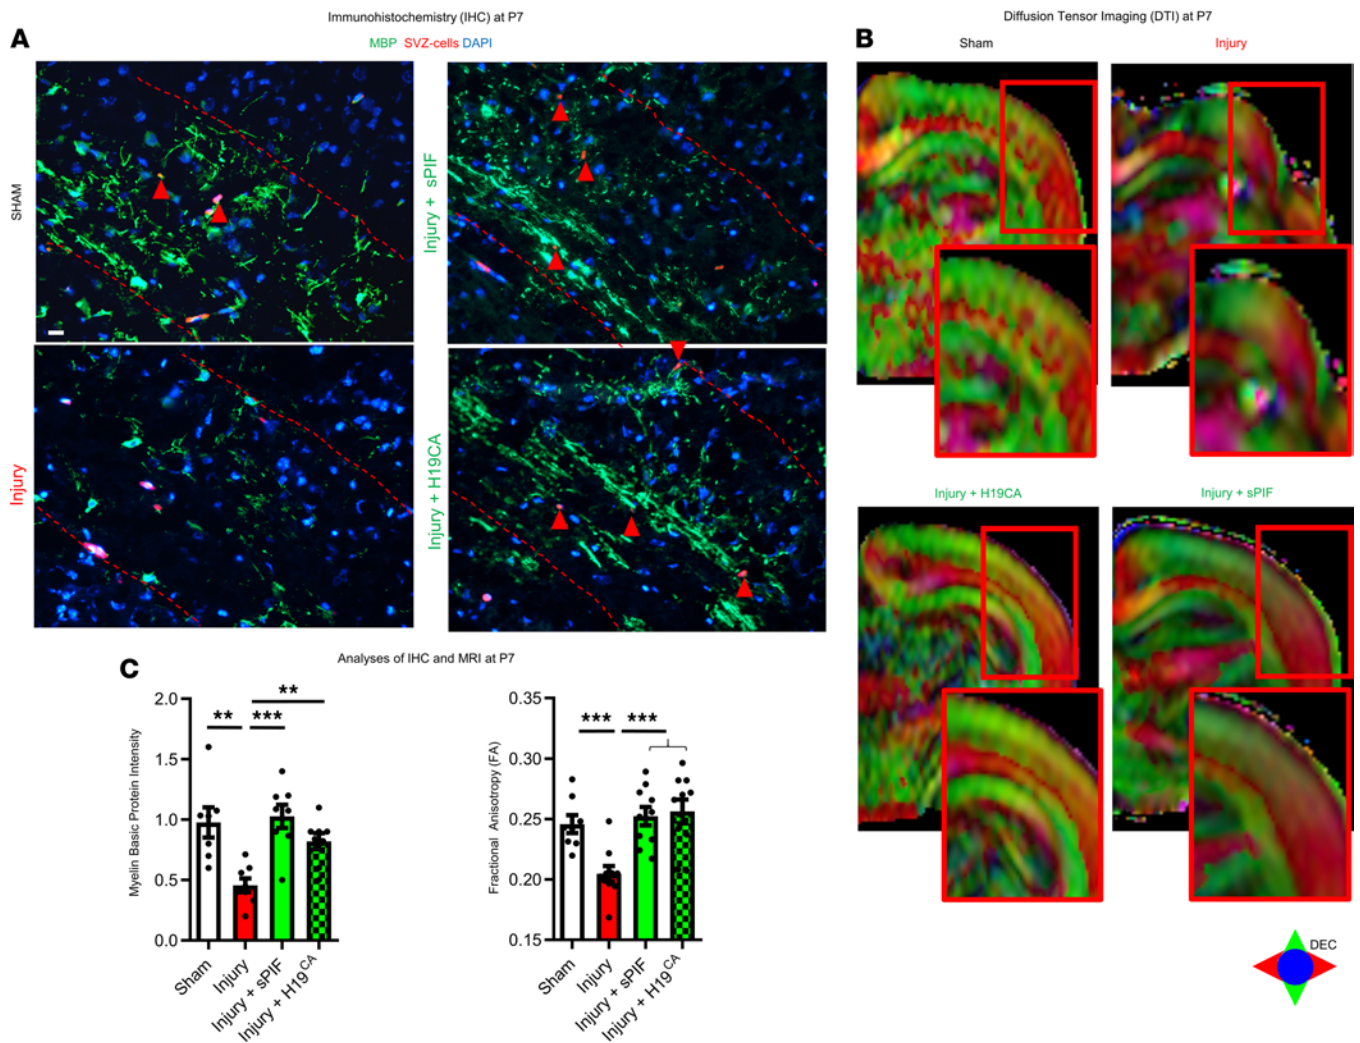 Immunohistochemistry (IHC) at P7
A
MBP SVZ-cells DAPI
SHAM
Injury + sPIF
Injury
Injury + H19CA
Diffusion Tensor Imaging (DTI) at P7
B
Sham
Injury
Injury + H19CA
Injury + sPIF
DEC
C
Analyses of IHC and MRI at P7
Myelin Basic Protein Intensity
2.0
1.5
1.0
0.5
0.0
**
***
**
Sham
Injury
Injury + sPIF
Injury + H19CA
Fractional Anisotropy (FA)
0.35
0.30
0.25
0.20
0.15
***
***
Sham
Injury
Injury + sPIF
Injury + H19CA